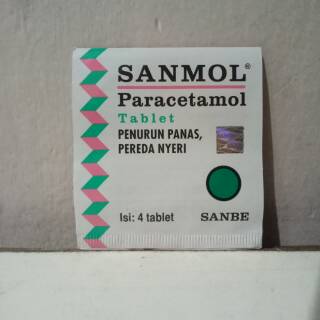 SANMOL®
Paracetamol
Tablet
PENURUN PANAS,
PEREDA NYERI
Isi: 4 tablet
SANBE